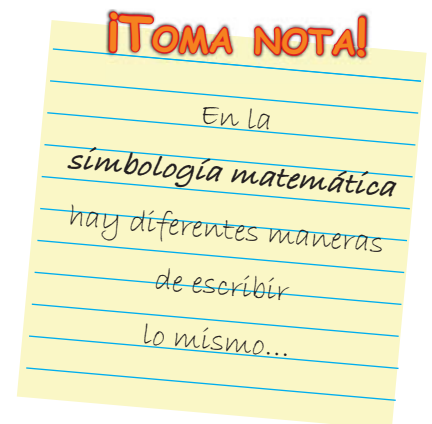 ¡TOMA NOTA!
En la
simbología matemática
hay diferentes maneras
de escribir
lo mismo...